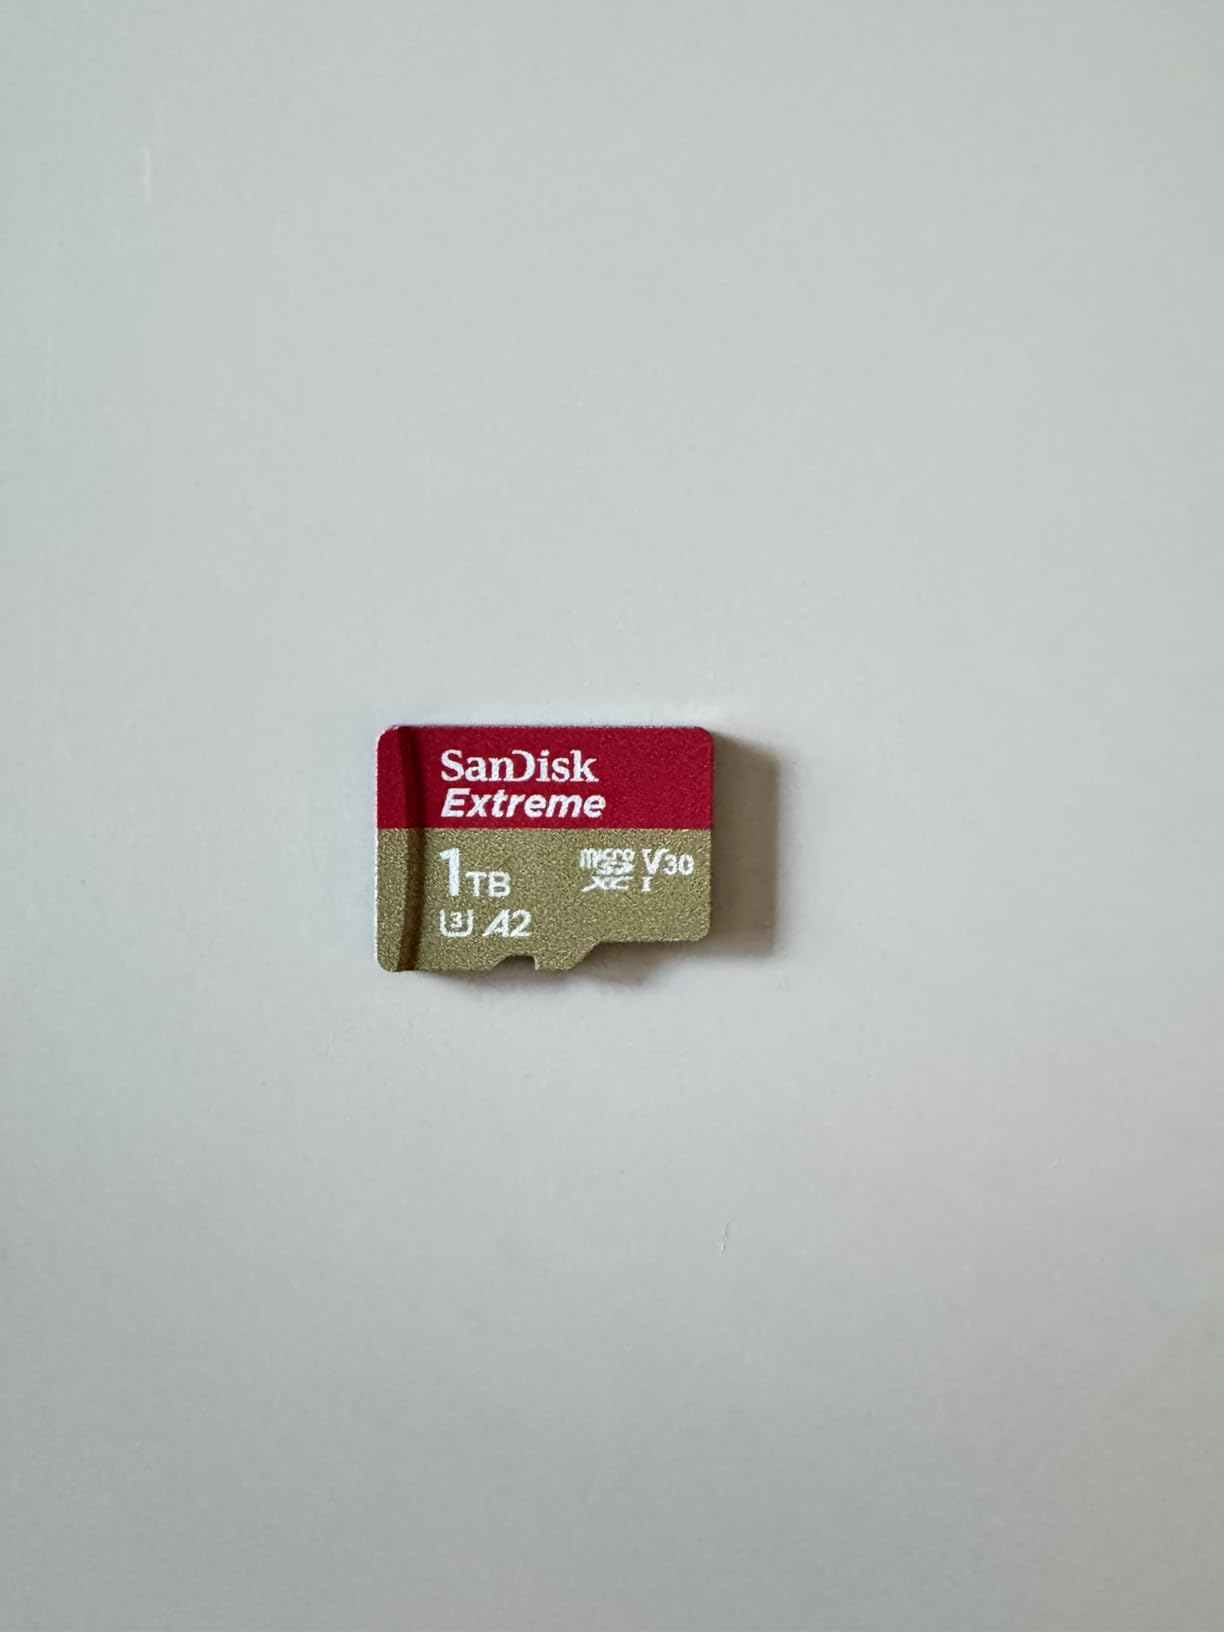 SanDisk
Extreme
1TB
micro SD XC I V30
U3 A2